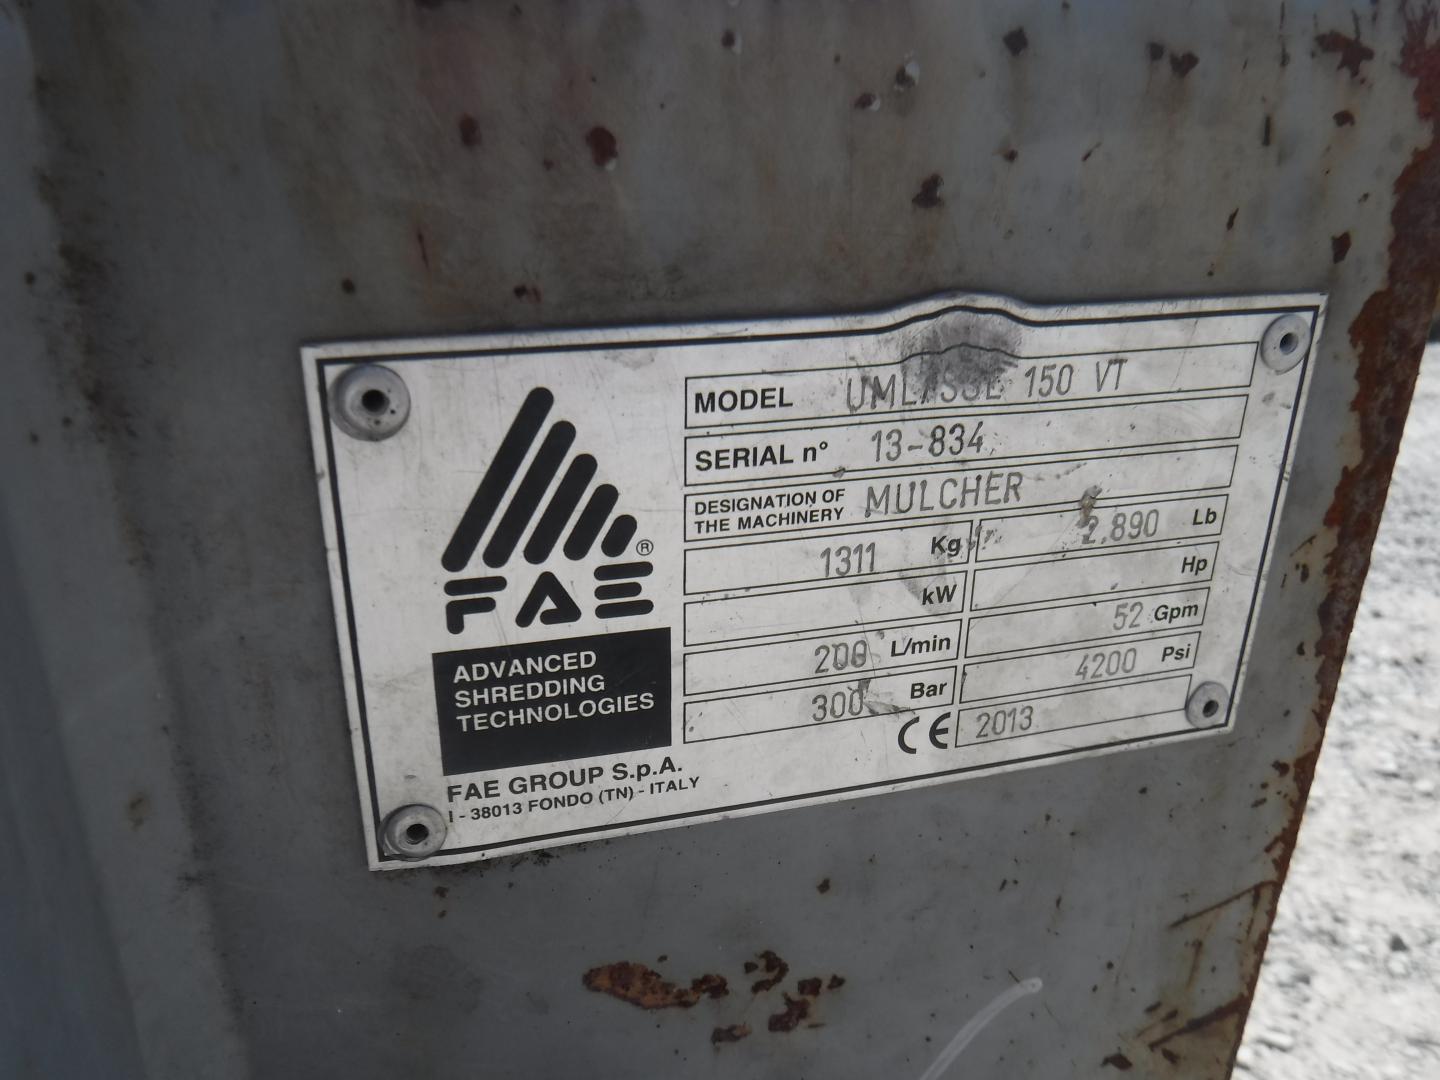 MODEL UML/SSL 150 VT
SERIAL n° 13-834
DESIGNATION OF THE MACHINERY MULCHER
1311 Kg 2,890 Lb
kW Hp
200 L/min 52 Gpm
300 Bar 4200 Psi
CE 2013
® FAE
ADVANCED
SHREDDING
TECHNOLOGIES
FAE GROUP S.p.A.
I - 38013 FONDO (TN) - ITALY